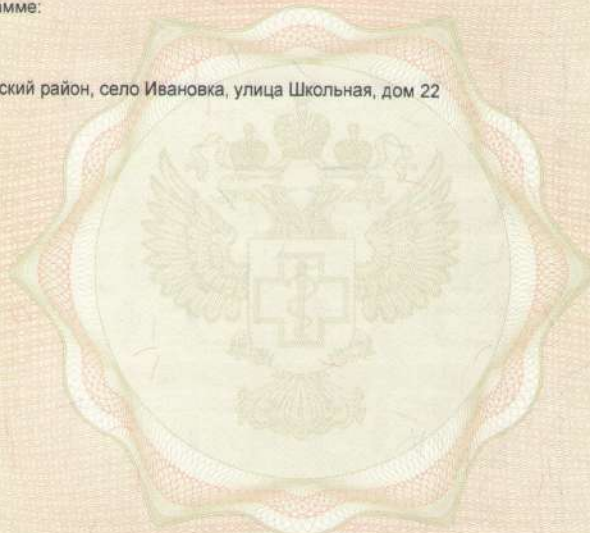 амме:
ский район, село Ивановка, улица Школьная, дом 22